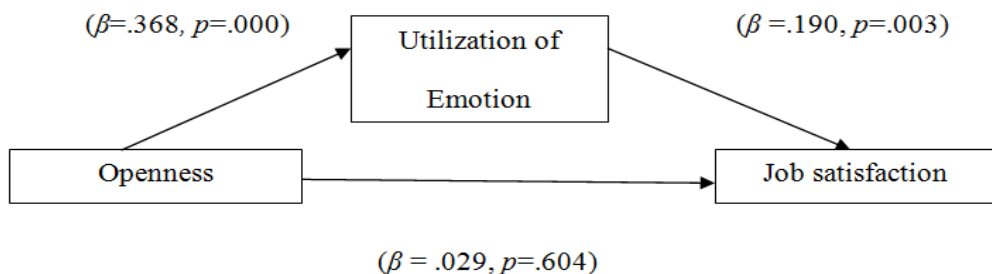 (β=.368, p=.000)
Utilization of
Emotion
(β =.190, p=.003)
Openness
Job satisfaction
(β = .029, p=.604)